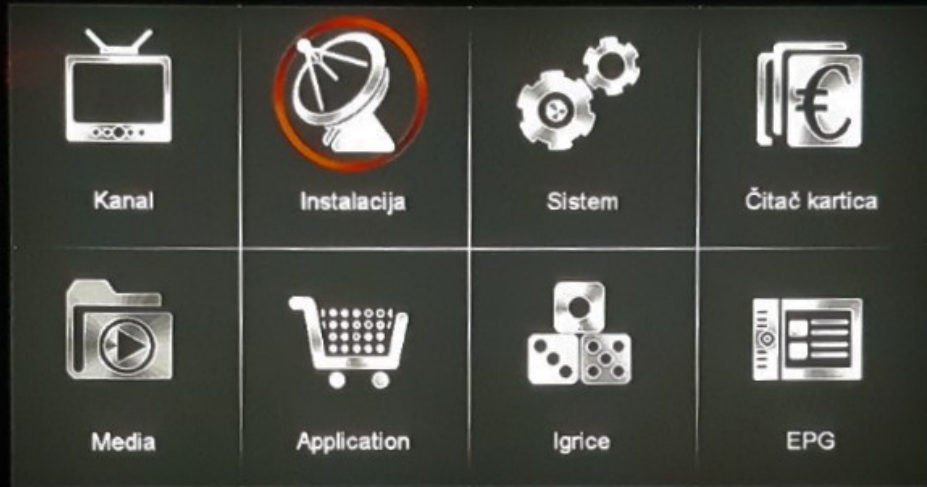 Kanal
Instalacija
Sistem
Čitač kartica
Media
Application
Igrice
EPG